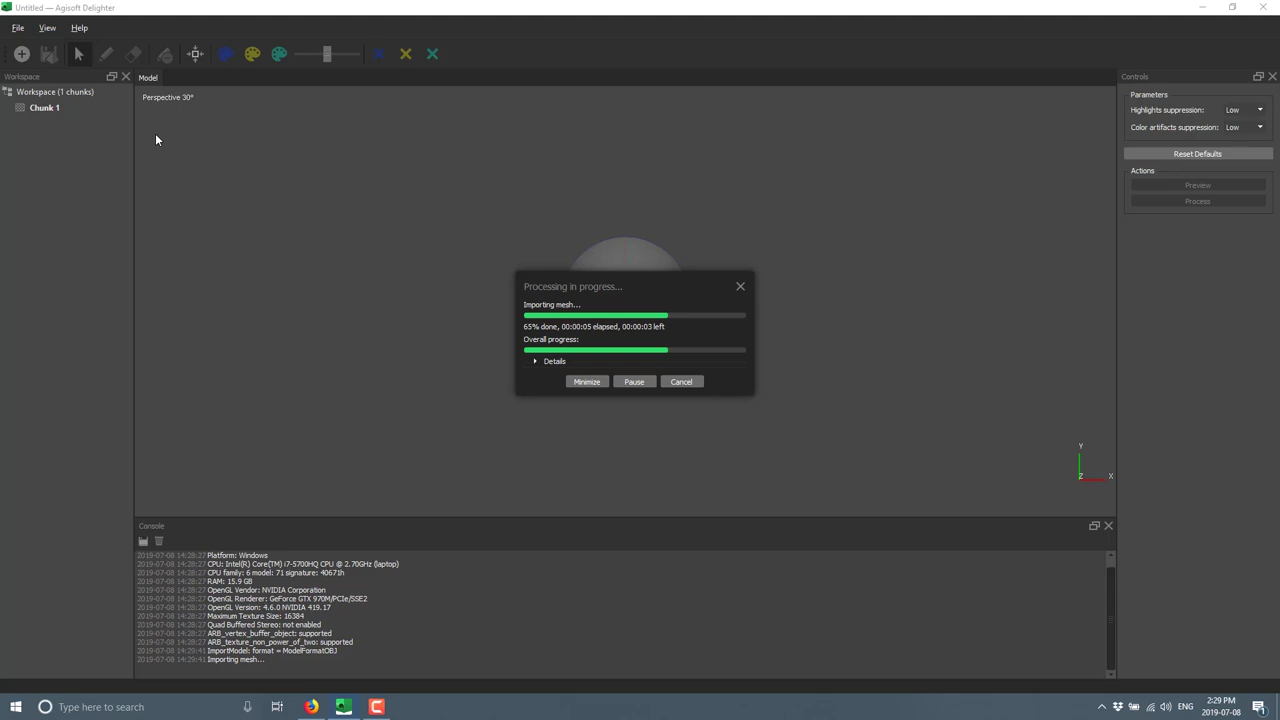 Untitled — Agisoft Delighter
File View Help
Workspace
Workspace (1 chunks)
Chunk 1
Model
Perspective 30°
Processing in progress...
Importing mesh...
65% done, 00:00:05 elapsed, 00:00:03 left
Overall progress:
Details
Minimize Pause Cancel
Y
Z X
Controls
Parameters
Highlights suppression: Low
Color artifacts suppression: Low
Reset Defaults
Actions
Preview
Process
Console
2019-07-08 14:28:27 Platform: Windows
2019-07-08 14:28:27 CPU: Intel(R) Core(TM) i7-5700HQ CPU @ 2.70GHz (laptop)
2019-07-08 14:28:27 CPU family: 6 model: 71 signature: 40671h
2019-07-08 14:28:27 RAM: 15.9 GB
2019-07-08 14:28:27 OpenGL Vendor: NVIDIA Corporation
2019-07-08 14:28:27 OpenGL Renderer: GeForce GTX 970M/PCIe/SSE2
2019-07-08 14:28:27 OpenGL Version: 4.6.0 NVIDIA 419.17
2019-07-08 14:28:27 Maximum Texture Size: 16384
2019-07-08 14:28:27 Quad Buffered Stereo: not enabled
2019-07-08 14:28:27 ARB_vertex_buffer_object: supported
2019-07-08 14:28:27 ARB_texture_non_power_of_two: supported
2019-07-08 14:29:41 ImportModel: format = ModelFormatOBJ
2019-07-08 14:29:41 Importing mesh...
Type here to search
ENG
2:29 PM
2019-07-08
1